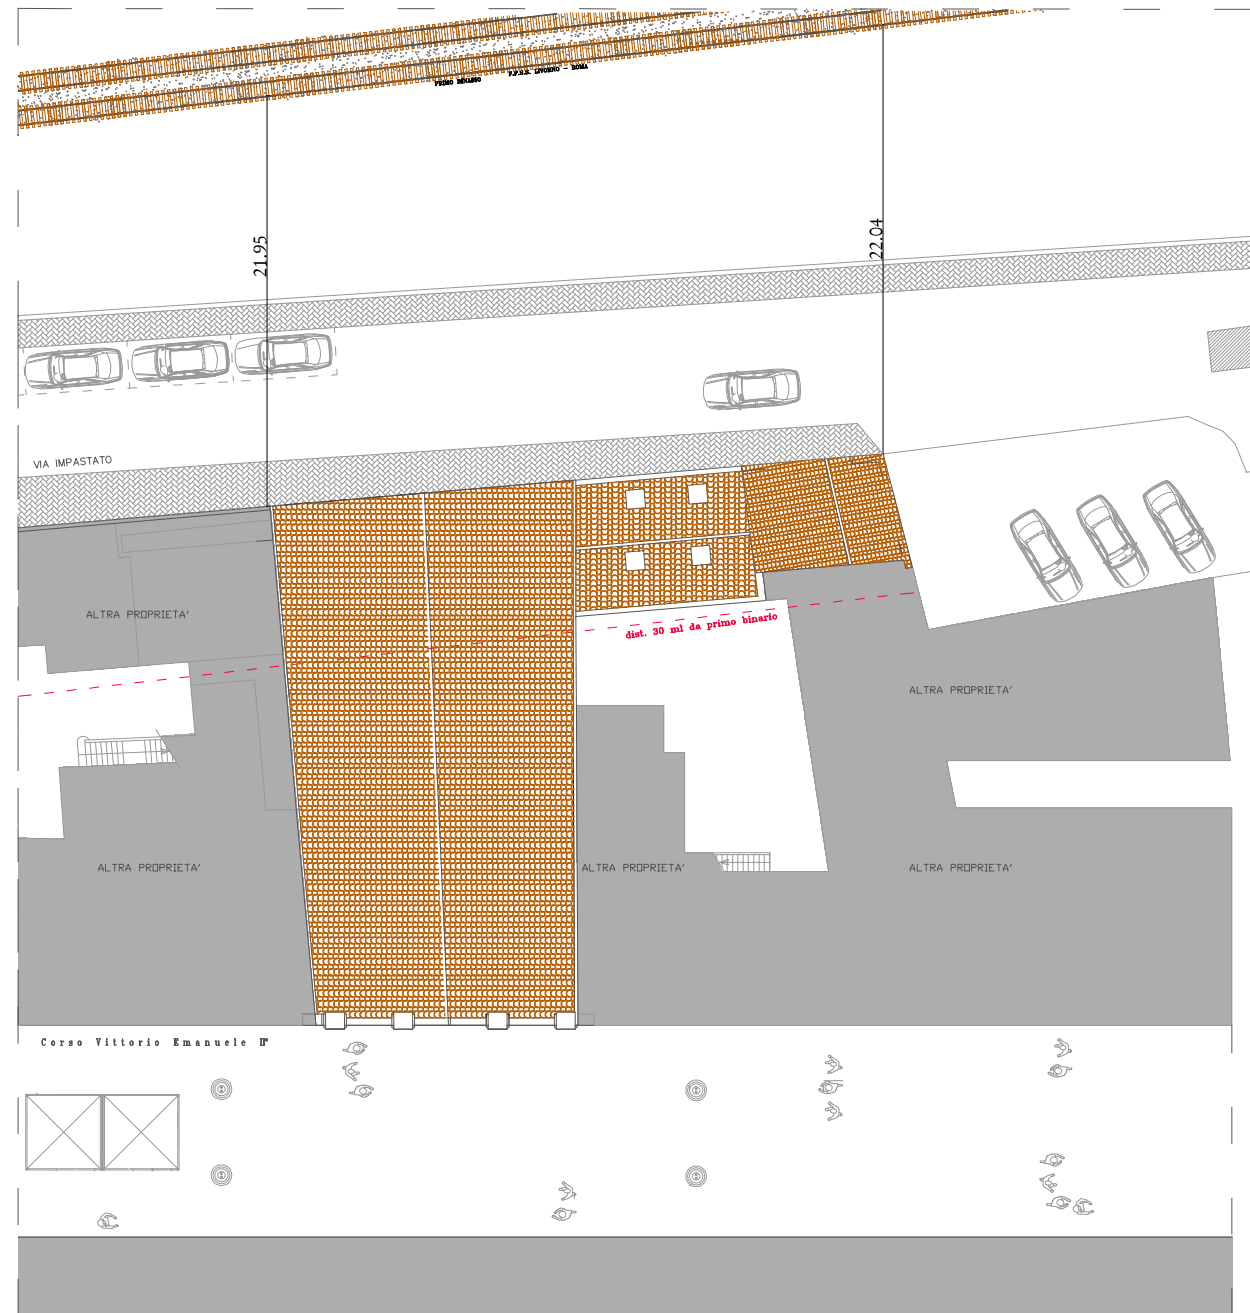 PRIMO BINARIO
F.F.S.S. LIVORNO - ROMA
21.95
22.04
VIA IMPASTATO
ALTRA PROPRIETA'
dist. 30 ml da primo binario
ALTRA PROPRIETA'
ALTRA PROPRIETA'
ALTRA PROPRIETA'
ALTRA PROPRIETA'
Corso Vittorio Emanuele II°